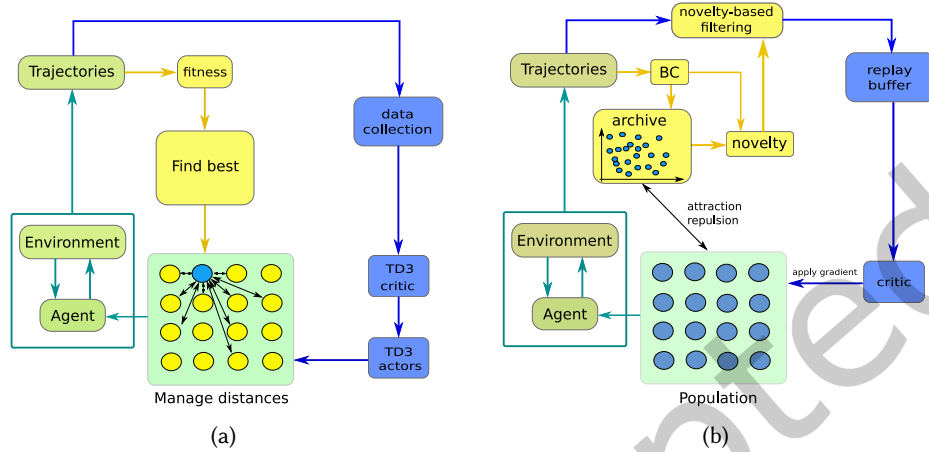 Trajectories
fitness
Find best
data
collection
Environment
Agent
TD3
critic
TD3
actors
Manage distances
(a)
novelty-based
filtering
Trajectories
BC
replay
buffer
archive
novelty
attraction
repulsion
Environment
Agent
apply gradient
critic
Population
(b)